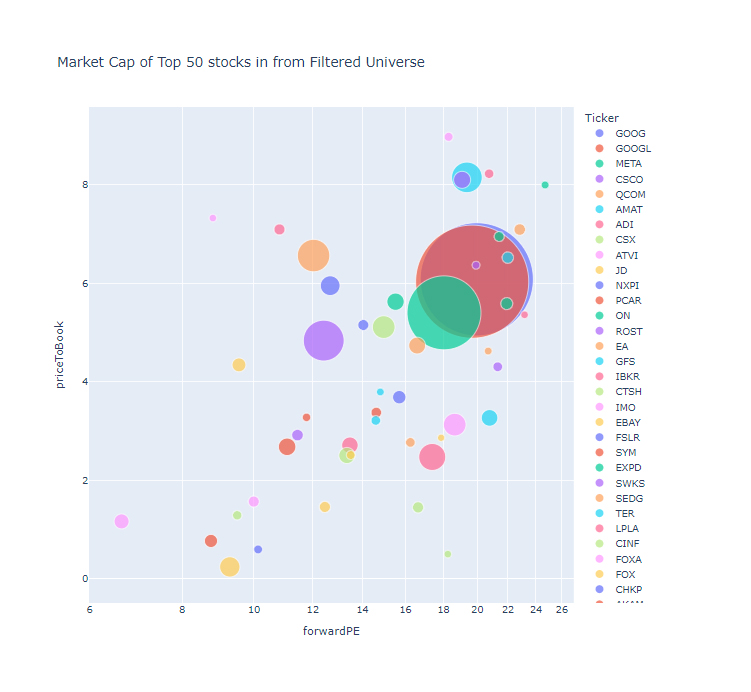 Market Cap of Top 50 stocks in from Filtered Universe
Ticker
GOOG
GOOGL
META
CSCO
QCOM
AMAT
ADI
CSX
ATVI
JD
NXPI
PCAR
ON
ROST
EA
GFS
IBKR
CTSH
IMO
EBAY
FSLR
SYM
EXPD
SWKS
SEDG
TER
LPLA
CINF
FOXA
FOX
CHKP
8
6
4
2
0
priceToBook
6 8 10 12 14 16 18 20 22 24 26
forwardPE